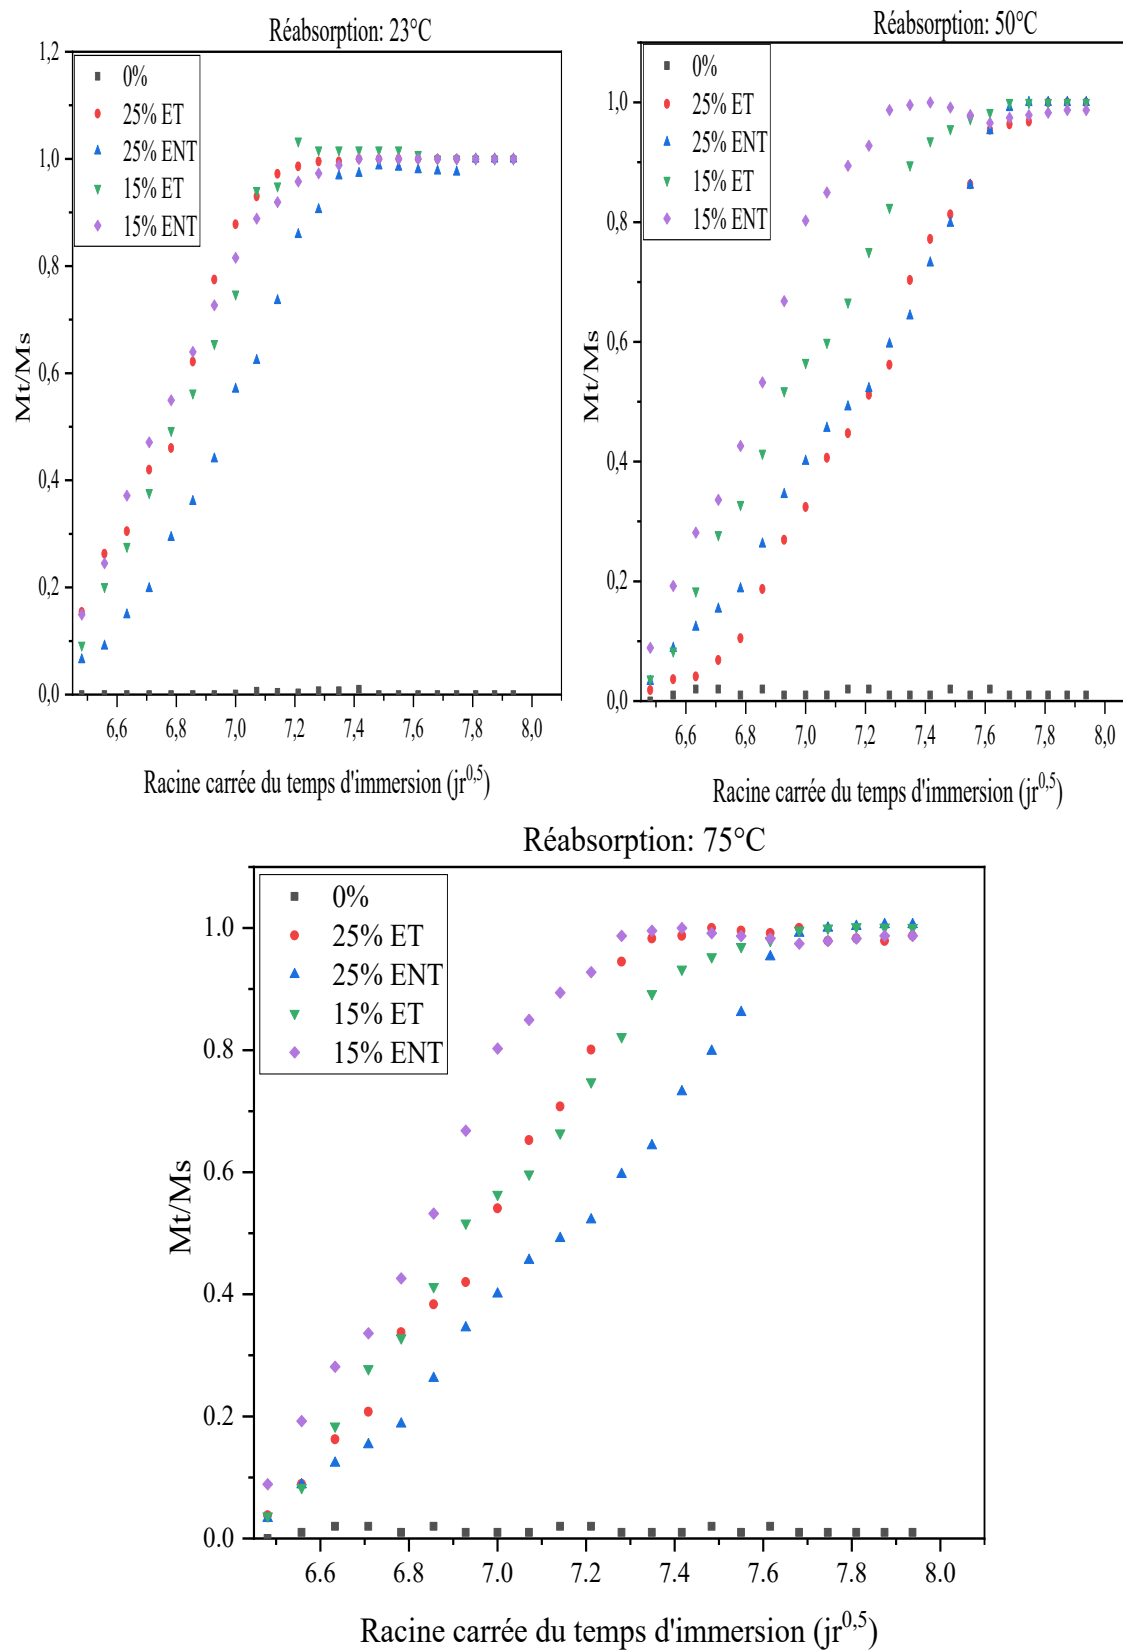 Réabsorption: 23°C
1,2
1,0
0,8
0,6
0,4
0,2
0,0
Mt/Ms
0%
25% ET
25% ENT
15% ET
15% ENT
6,6 6,8 7,0 7,2 7,4 7,6 7,8 8,0
Racine carrée du temps d'immersion (jr0,5)
Réabsorption: 50°C
1,0
0,8
0,6
0,4
0,2
0,0
Mt/Ms
0%
25% ET
25% ENT
15% ET
15% ENT
6,6 6,8 7,0 7,2 7,4 7,6 7,8 8,0
Racine carrée du temps d'immersion (jr0,5)
Réabsorption: 75°C
1.0
0.8
0.6
0.4
0.2
0.0
Mt/Ms
0%
25% ET
25% ENT
15% ET
15% ENT
6.6 6.8 7.0 7.2 7.4 7.6 7.8 8.0
Racine carrée du temps d'immersion (jr0,5)